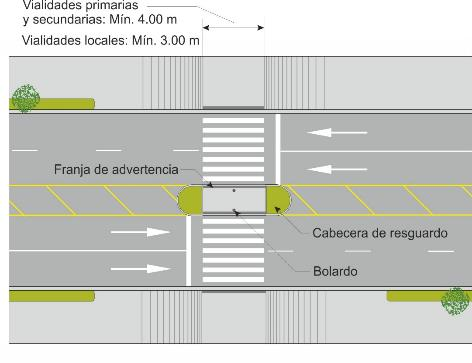 Vialidades primarias
y secundarias: Mín. 4.00 m
Vialidades locales: Mín. 3.00 m
Franja de advertencia
Cabecera de resguardo
Bolardo